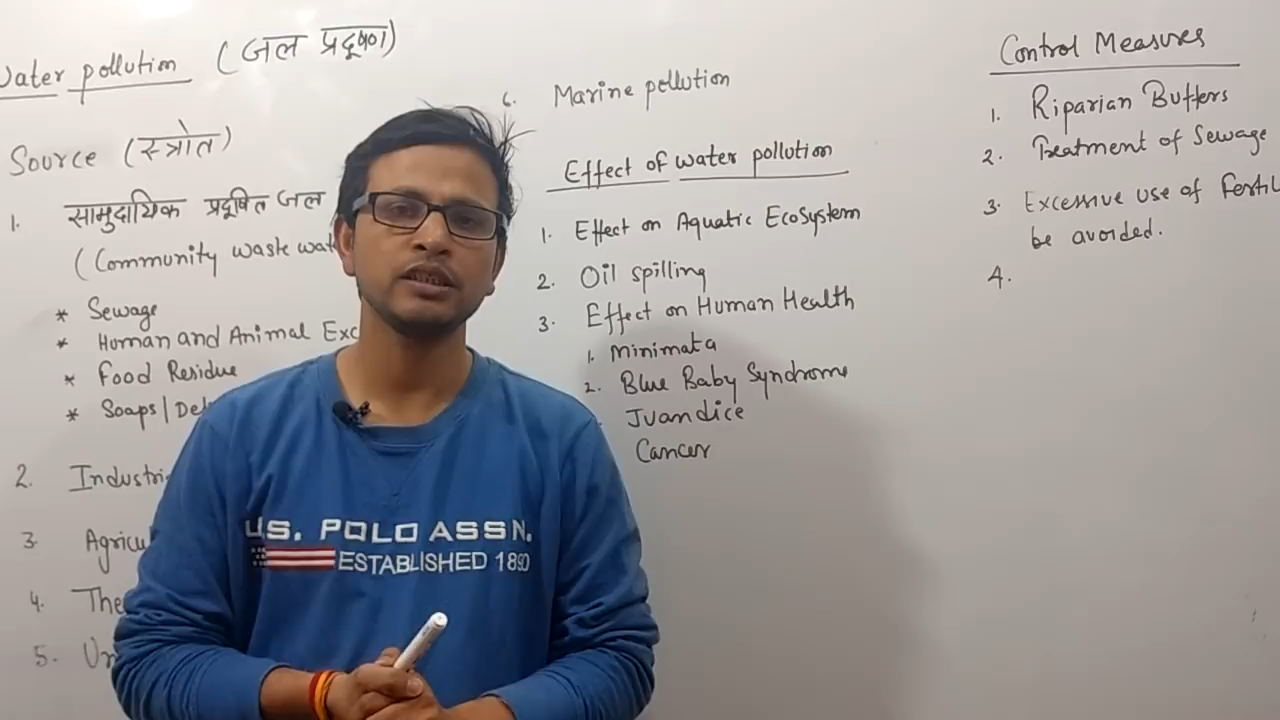 Water pollution (जल प्रदूषण)
Source (स्त्रोत)
1. सामुदायिक प्रदूषित जल
(Community waste wat
* Sewage
* Human and Animal Exc
* Food Residue
* Soaps/Det
2. Industri
3. Agricul
4. The
5. Ur
6. Marine pollution
Effect of water pollution
1. Effect on Aquatic EcoSystem
2. Oil spilling
3. Effect on Human Health
1. Minimata
2. Blue Baby Syndrome
Juandice
Cancer
Control Measures
1. Riparian Buffers
2. Treatment of Sewage
3. Excessive use of Fertil
be avoided.
4.
U.S. POLO ASSN.
ESTABLISHED 1890